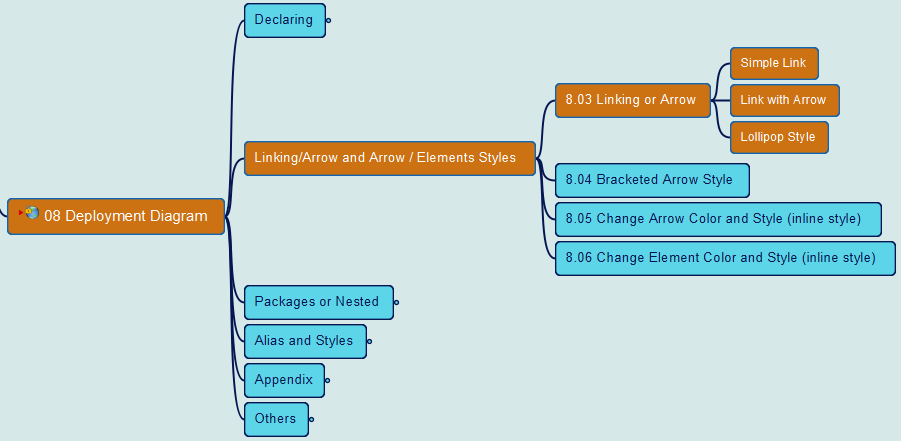 08 Deployment Diagram
Declaring
Linking/Arrow and Arrow / Elements Styles
8.03 Linking or Arrow
Simple Link
Link with Arrow
Lollipop Style
8.04 Bracketed Arrow Style
8.05 Change Arrow Color and Style (inline style)
8.06 Change Element Color and Style (inline style)
Packages or Nested
Alias and Styles
Appendix
Others